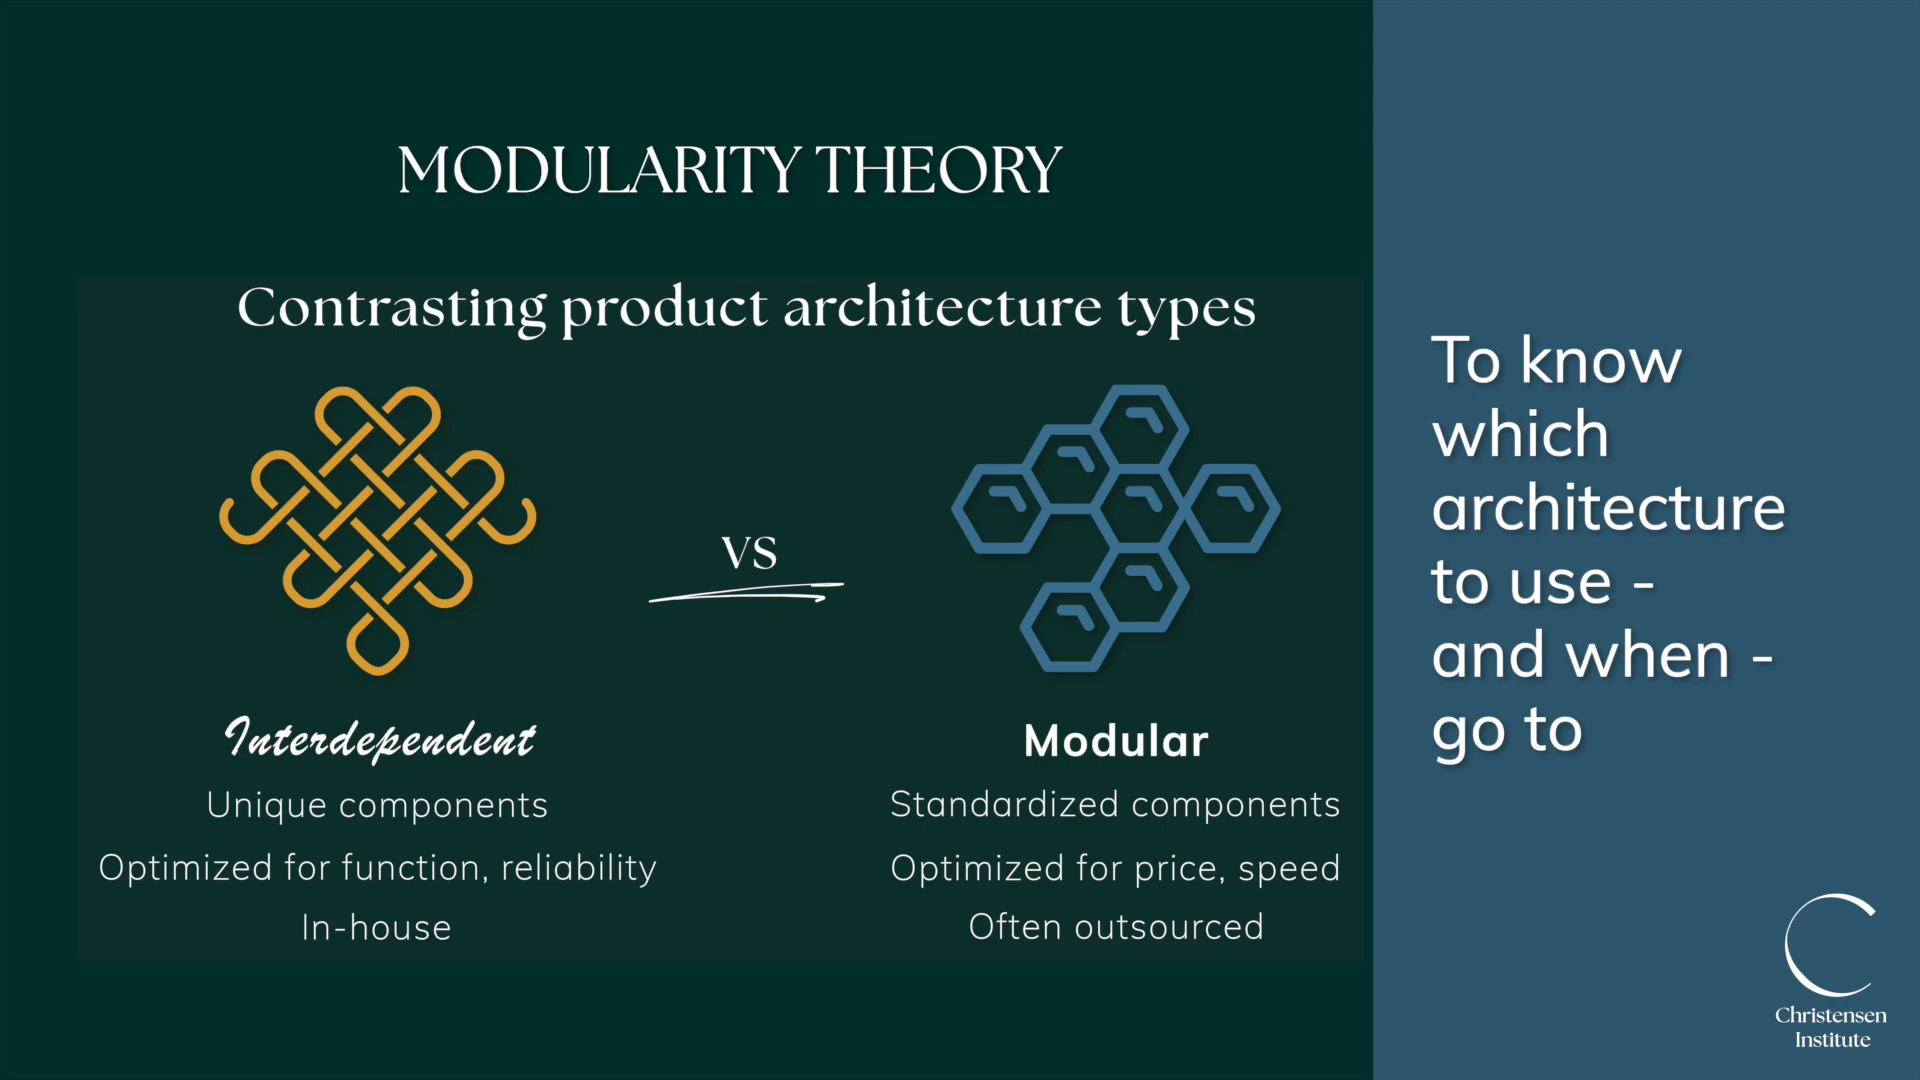 MODULARITY THEORY
Contrasting product architecture types
Interdependent
Unique components
Optimized for function, reliability
In-house
VS
Modular
Standardized components
Optimized for price, speed
Often outsourced
To know
which
architecture
to use -
and when -
go to
Christensen
Institute